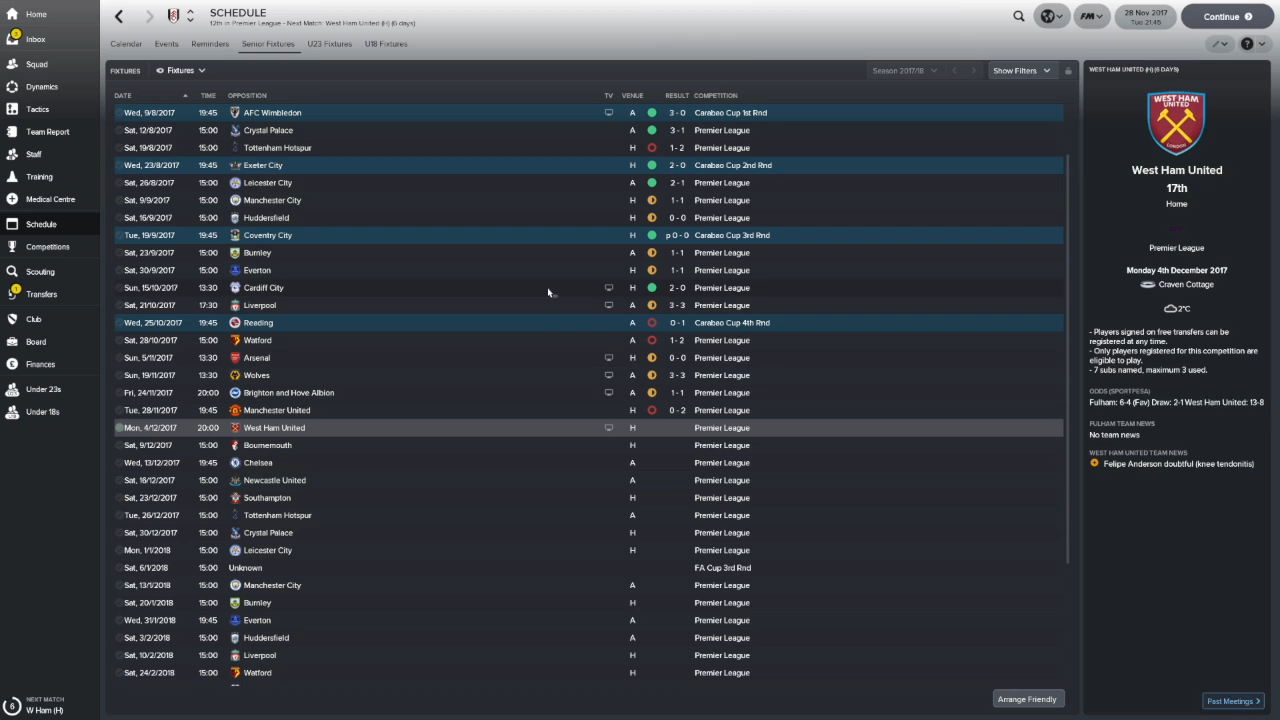 Home
Inbox
Squad
Dynamics
Tactics
Team Report
Staff
Training
Medical Centre
Schedule
Competitions
Scouting
Transfers
Club
Board
Finances
Under 23s
Under 18s
6
NEXT MATCH
W Ham (H)
SCHEDULE
12th in Premier League - Next Match: West Ham United (H) (6 days)
FM
28 Nov 2017
Tue 21:45
Continue
Calendar Events Reminders Senior Fixtures U23 Fixtures U18 Fixtures
FIXTURES Fixtures Season 2017/18 Show Filters
DATE TIME OPPOSITION TV VENUE RESULT COMPETITION
Wed, 9/8/2017 19:45 AFC Wimbledon A 3 - 0 Carabao Cup 1st Rnd
Sat, 12/8/2017 15:00 Crystal Palace A 3 - 1 Premier League
Sat, 19/8/2017 15:00 Tottenham Hotspur H 1 - 2 Premier League
Wed, 23/8/2017 19:45 Exeter City H 2 - 0 Carabao Cup 2nd Rnd
Sat, 26/8/2017 15:00 Leicester City A 2 - 1 Premier League
Sat, 9/9/2017 15:00 Manchester City H 1 - 1 Premier League
Sat, 16/9/2017 15:00 Huddersfield H 0 - 0 Premier League
Tue, 19/9/2017 19:45 Coventry City H p 0 - 0 Carabao Cup 3rd Rnd
Sat, 23/9/2017 15:00 Burnley A 1 - 1 Premier League
Sat, 30/9/2017 15:00 Everton H 1 - 1 Premier League
Sun, 15/10/2017 13:30 Cardiff City H 2 - 0 Premier League
Sat, 21/10/2017 17:30 Liverpool A 3 - 3 Premier League
Wed, 25/10/2017 19:45 Reading A 0 - 1 Carabao Cup 4th Rnd
Sat, 28/10/2017 15:00 Watford A 1 - 2 Premier League
Sun, 5/11/2017 13:30 Arsenal H 0 - 0 Premier League
Sun, 19/11/2017 13:30 Wolves A 3 - 3 Premier League
Fri, 24/11/2017 20:00 Brighton and Hove Albion A 1 - 1 Premier League
Tue, 28/11/2017 19:45 Manchester United H 0 - 2 Premier League
Mon, 4/12/2017 20:00 West Ham United H Premier League
Sat, 9/12/2017 15:00 Bournemouth H Premier League
Wed, 13/12/2017 19:45 Chelsea A Premier League
Sat, 16/12/2017 15:00 Newcastle United A Premier League
Sat, 23/12/2017 15:00 Southampton H Premier League
Tue, 26/12/2017 15:00 Tottenham Hotspur A Premier League
Sat, 30/12/2017 15:00 Crystal Palace H Premier League
Mon, 1/1/2018 15:00 Leicester City H Premier League
Sat, 6/1/2018 15:00 Unknown FA Cup 3rd Rnd
Sat, 13/1/2018 15:00 Manchester City A Premier League
Sat, 20/1/2018 15:00 Burnley H Premier League
Wed, 31/1/2018 19:45 Everton A Premier League
Sat, 3/2/2018 15:00 Huddersfield A Premier League
Sat, 10/2/2018 15:00 Liverpool H Premier League
Sat, 24/2/2018 15:00 Watford H Premier League
Arrange Friendly
WEST HAM UNITED (H) (6 DAYS)
WEST HAM
UNITED
LONDON
West Ham United
17th
Home
Premier League
Monday 4th December 2017
Craven Cottage
2°C
- Players signed on free transfers can be
registered at any time.
- Only players registered for this competition are
eligible to play.
- 7 subs named, maximum 3 used.
ODDS (SPORTPESA)
Fulham: 6-4 (Fav) Draw: 2-1 West Ham United: 13-8
FULHAM TEAM NEWS
No team news
WEST HAM UNITED TEAM NEWS
Felipe Anderson doubtful (knee tendonitis)
Past Meetings